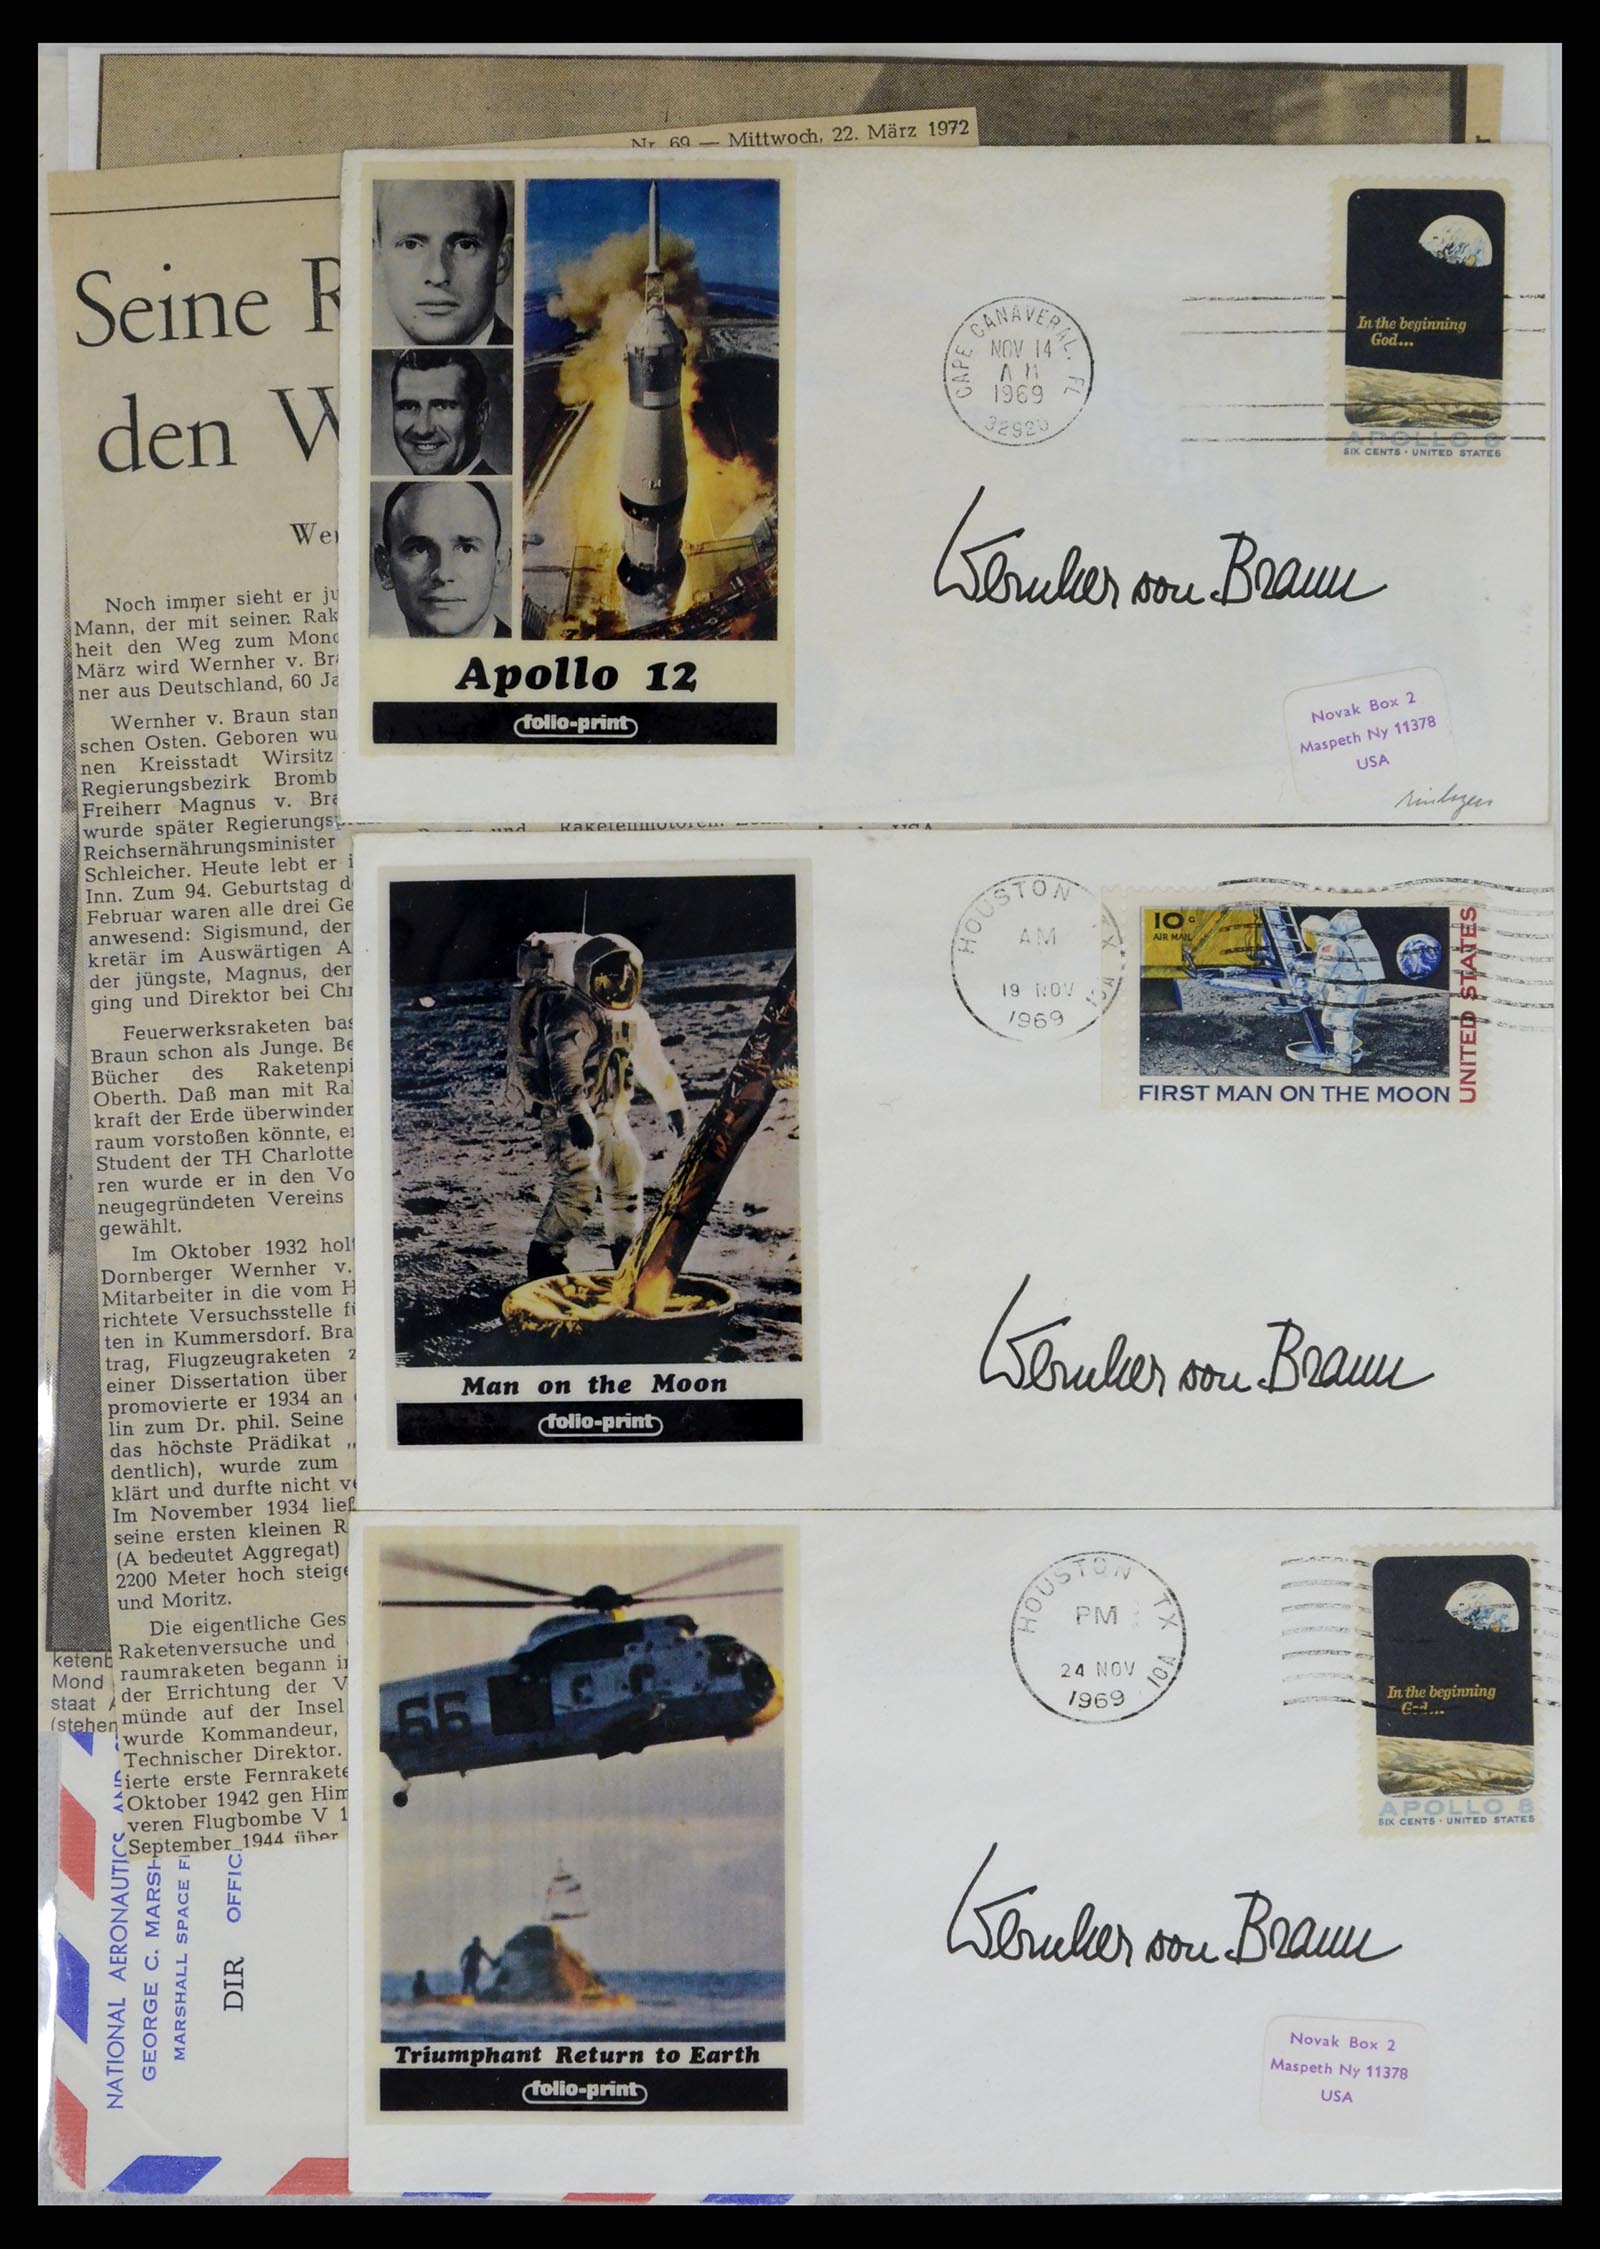 Nr. 69 — Mittwoch, 22. März 1972
Seine R
den W
Wer
Noch immer sieht er ju
Mann, der mit seinen Rak
heit den Weg zum Mond
März wird Wernher v. Bra
ner aus Deutschland, 60 Ja
Wernher v. Braun stam
schen Osten. Geboren wu
nen Kreisstadt Wirsitz
Regierungsbezirk Bromb
Freiherr Magnus v. Bra
wurde später Regierungs
Reichsernährungsminister
Schleicher. Heute lebt er i
Inn. Zum 94. Geburtstag d
Februar waren alle drei Ge
anwesend: Sigismund, der
kretär im Auswärtigen A
der jüngste, Magnus, der
ging und Direktor bei Chr
Feuerwerksraketen bas
Braun schon als Junge. Be
Bücher des Raketenpi
Oberth. Daß man mit Ra
kraft der Erde überwinden
raum vorstoßen könnte, er
Student der TH Charlotte
ren wurde er in den Vo
neugegründeten Vereins
gewählt.
Im Oktober 1932 holt
Dornberger Wernher v.
Mitarbeiter in die vom H
richtete Versuchsstelle fü
ten in Kummersdorf. Bra
trag, Flugzeugraketen z
einer Dissertation über
promovierte er 1934 an
lin zum Dr. phil. Seine
das höchste Prädikat „
dentlich), wurde zum
klärt und durfte nicht ve
Im November 1934 ließ
seine ersten kleinen R
(A bedeutet Aggregat)
2200 Meter hoch steige
und Moritz.
Die eigentliche Ges
Raketenversuche und
raumraketen begann in
der Errichtung der V
münde auf der Insel
wurde Kommandeur,
Technischer Direktor.
ierte erste Fernrakete
Oktober 1942 gen Him
veren Flugbombe V 1
September 1944 über
ketenb
Mond
staat A
(stehen
NATIONAL AERONAUTICS AND
GEORGE C. MARSH
MARSHALL SPACE FL
DIR OFFIC
Apollo 12
folio-print
CAPE CANAVERAL, FL
NOV 14
AM
1969
32920
In the beginning
God...
APOLLO 8
SIX CENTS · UNITED STATES
Wernher von Braun
Novak Box 2
Maspeth Ny 11378
USA
Raketenmotoren.
Man on the Moon
folio-print
HOUSTON TX
AM
19 NOV
1969
10c
AIR MAIL
UNITED STATES
FIRST MAN ON THE MOON
Wernher von Braun
66
Triumphant Return to Earth
folio-print
HOUSTON TX
PM
24 NOV
1969
In the beginning
God...
APOLLO 8
SIX CENTS · UNITED STATES
Wernher von Braun
Novak Box 2
Maspeth Ny 11378
USA